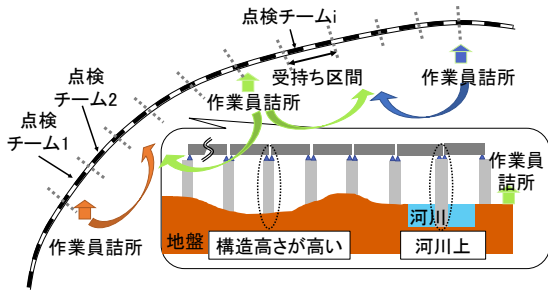 点検チームi
受持ち区間
作業員詰所
点検
チーム2
作業員詰所
点検
チーム1
作業員
詰所
作業員詰所
河川
地盤
構造高さが高い
河川上